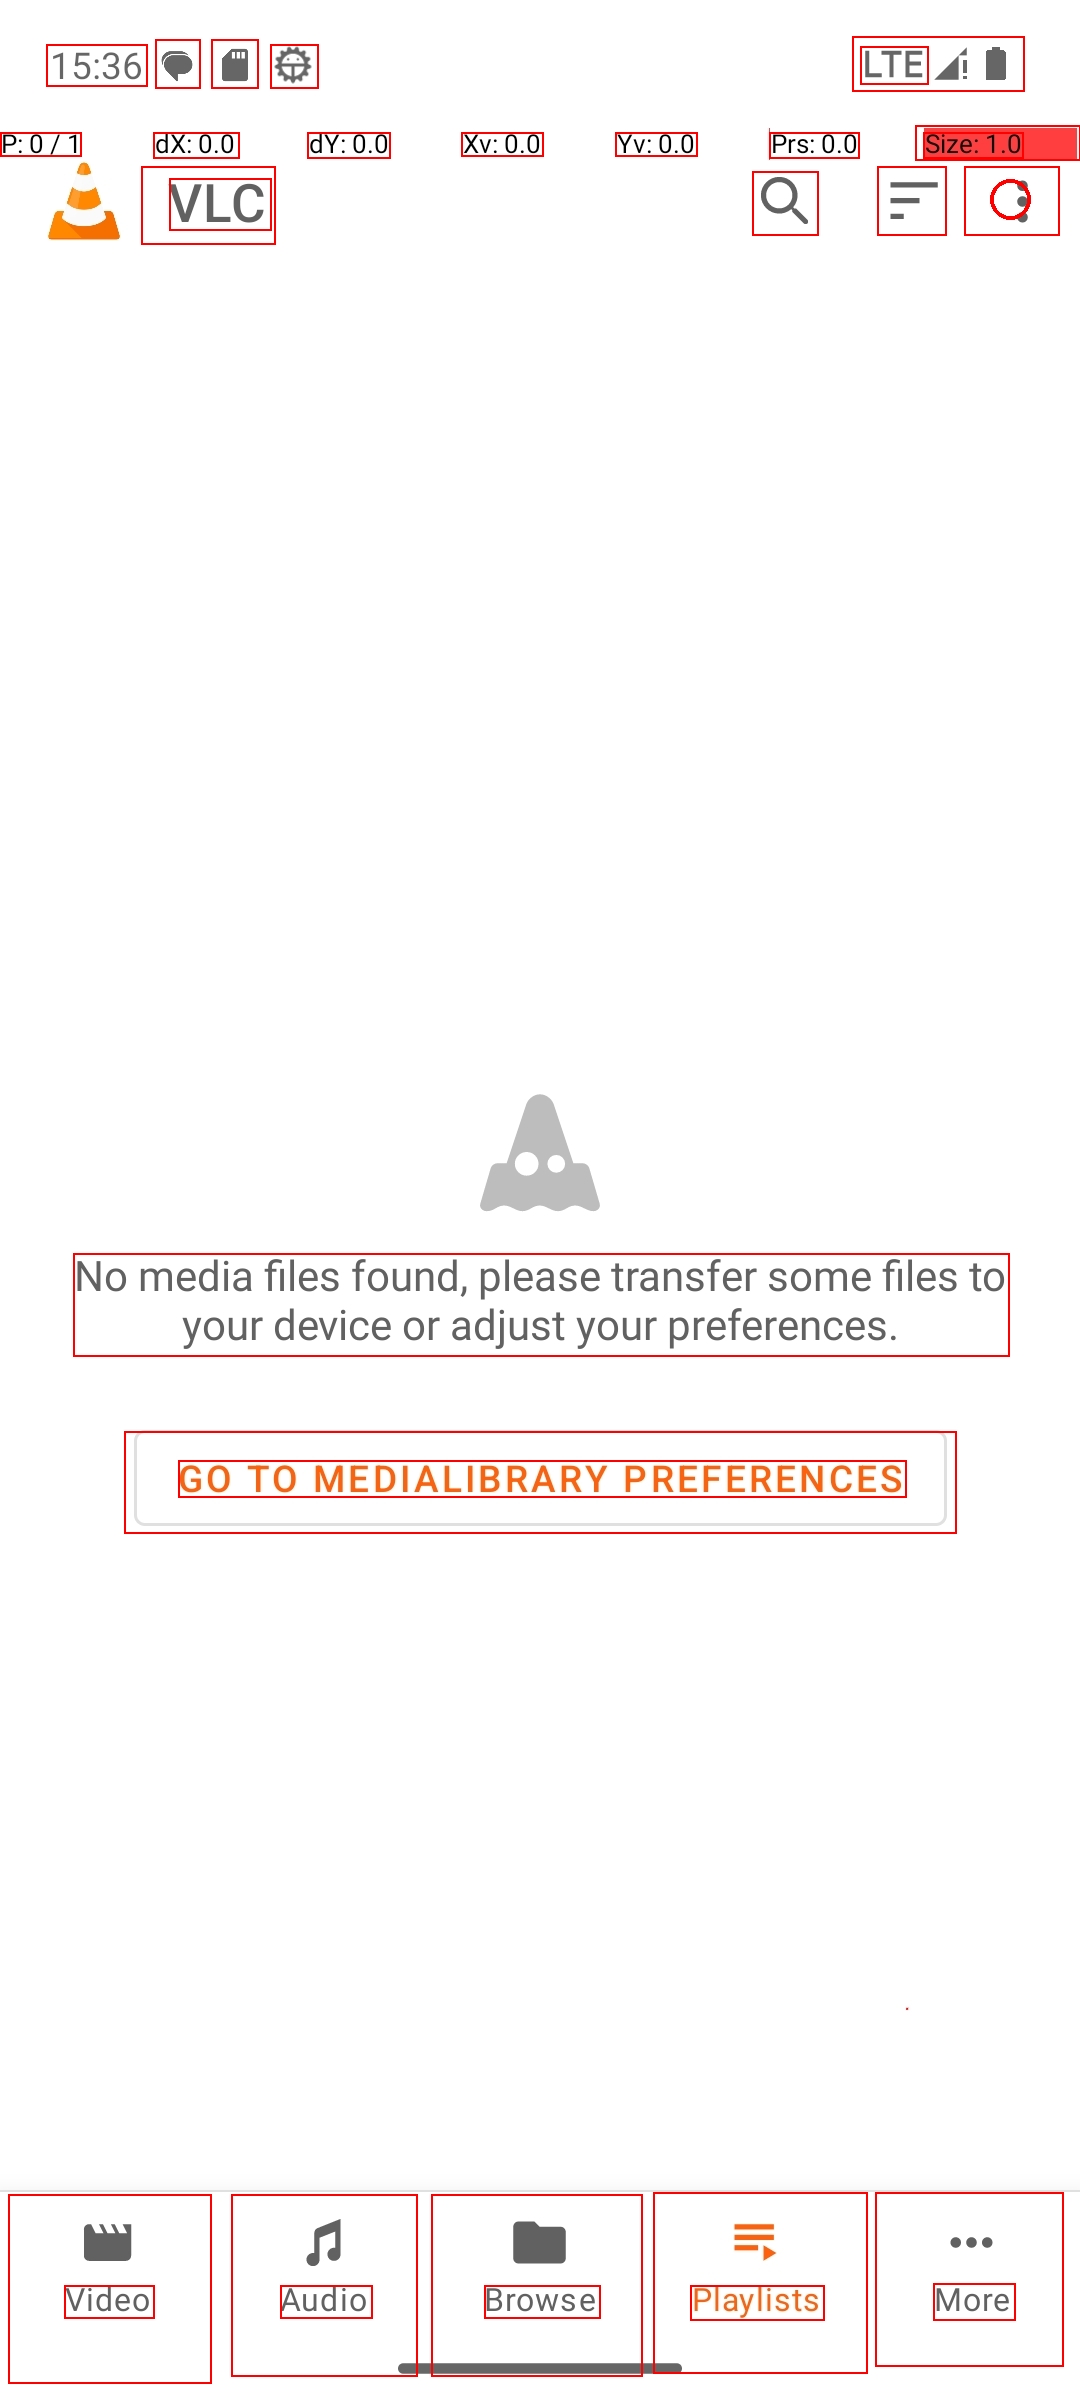 15:36
LTE
P: 0 / 1 dX: 0.0 dY: 0.0 Xv: 0.0 Yv: 0.0 Prs: 0.0 Size: 1.0
VLC
No media files found, please transfer some files to
your device or adjust your preferences.
GO TO MEDIALIBRARY PREFERENCES
Video Audio Browse Playlists More